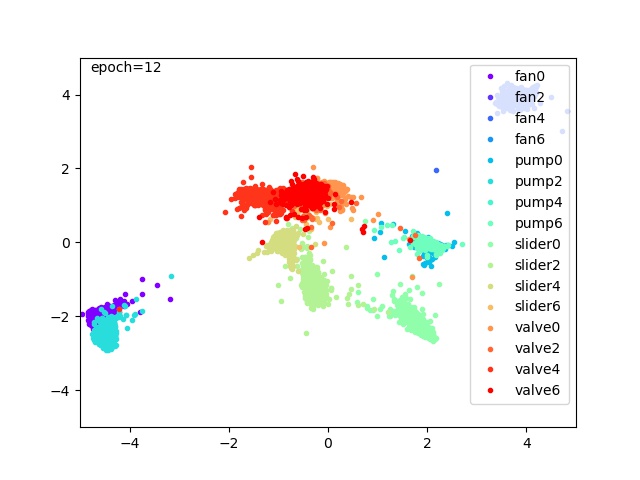 epoch=12
fan0
fan2
fan4
fan6
pump0
pump2
pump4
pump6
slider0
slider2
slider4
slider6
valve0
valve2
valve4
valve6
4
2
0
−2
−4
−4 −2 0 2 4